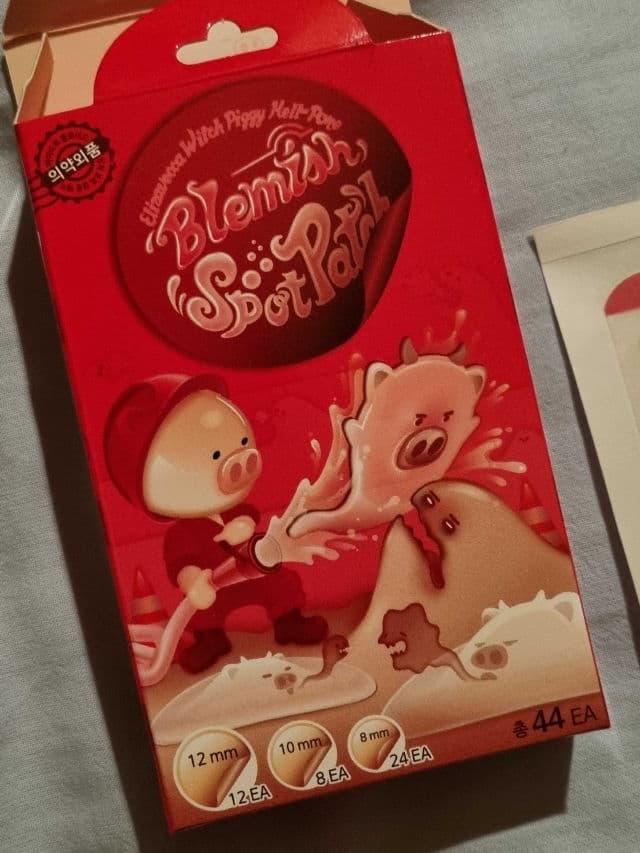 의약외품
Elizavecca Witch Piggy Hell-Pore
Blemish
Spot Patch
12 mm
12 EA
10 mm
8 EA
8 mm
24 EA
총 44 EA